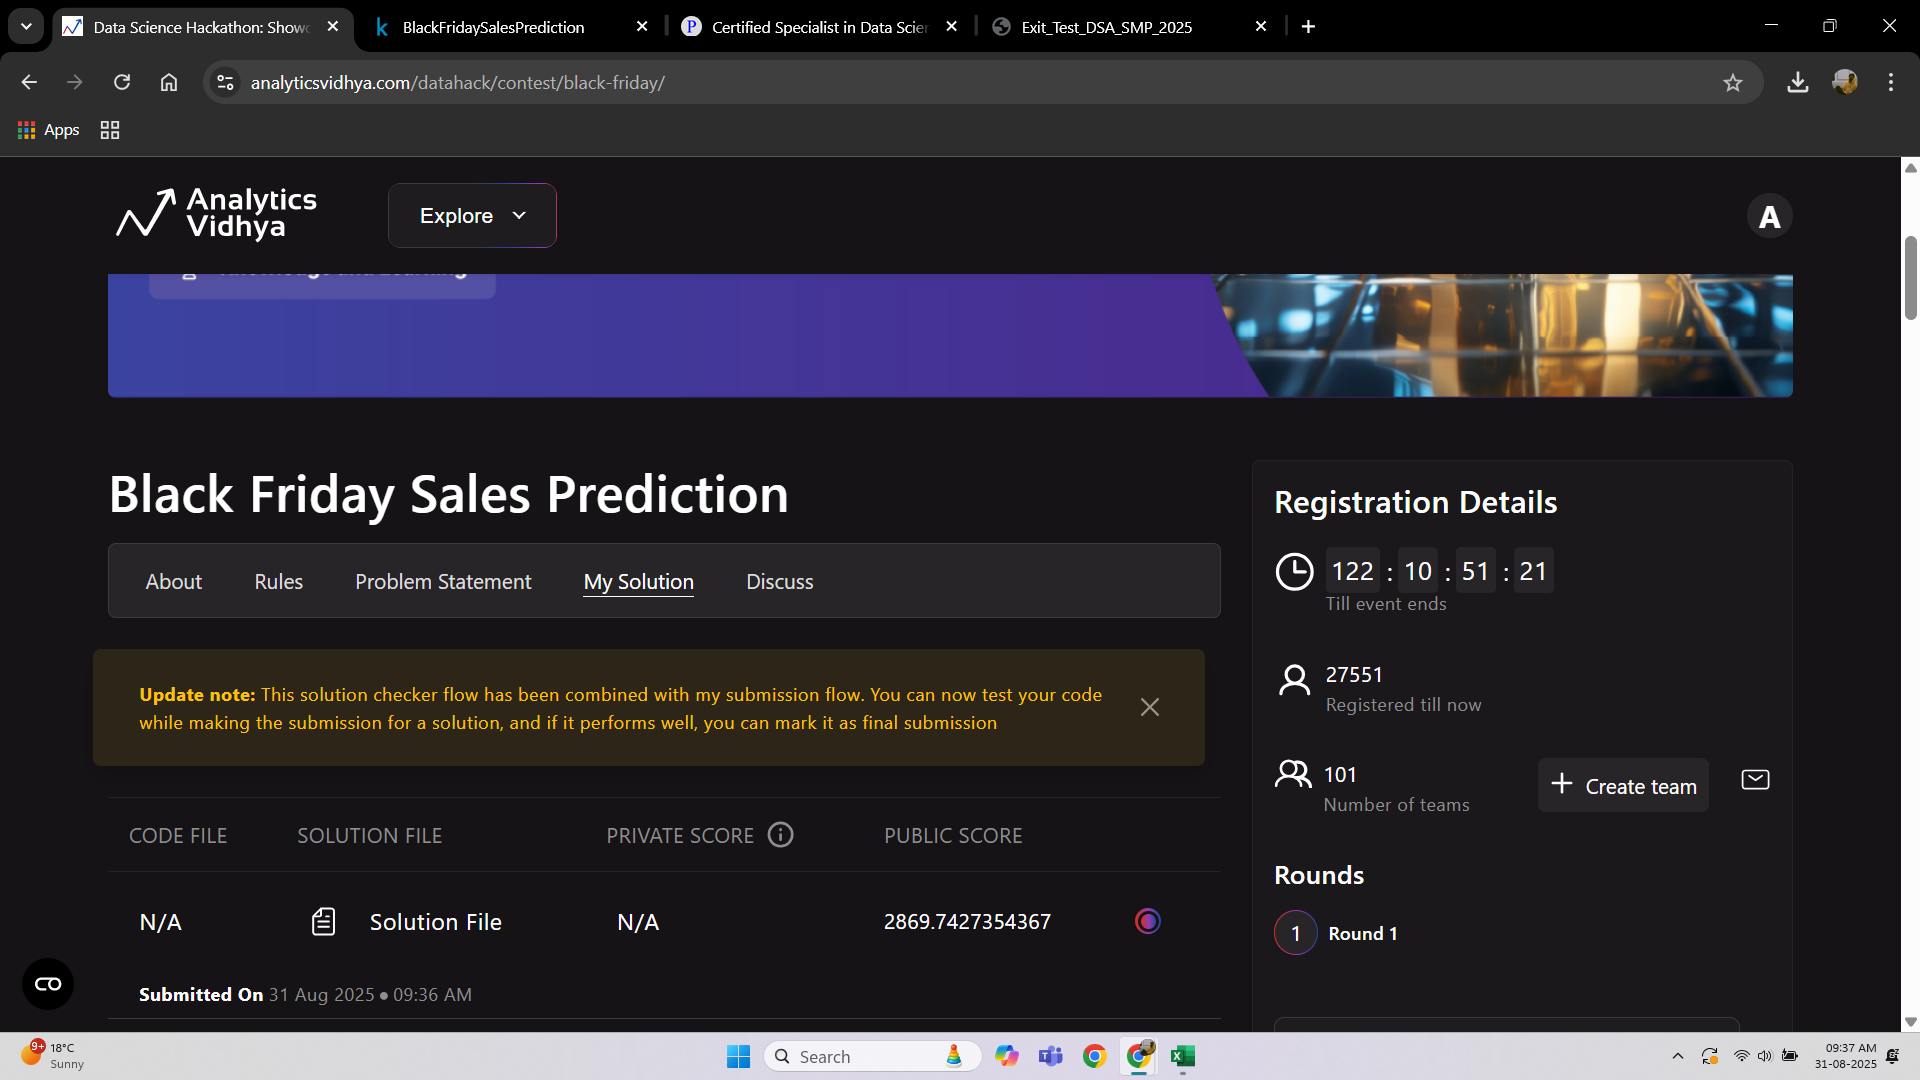 Data Science Hackathon: Showc
BlackFridaySalesPrediction
Certified Specialist in Data Scien
Exit_Test_DSA_SMP_2025
analyticsvidhya.com/datahack/contest/black-friday/
Apps
Analytics
Vidhya
Explore
A
Black Friday Sales Prediction
About
Rules
Problem Statement
My Solution
Discuss
Update note: This solution checker flow has been combined with my submission flow. You can now test your code
while making the submission for a solution, and if it performs well, you can mark it as final submission
CODE FILE
SOLUTION FILE
PRIVATE SCORE
PUBLIC SCORE
N/A
Solution File
N/A
2869.7427354367
Submitted On 31 Aug 2025 • 09:36 AM
Registration Details
122 : 10 : 51 : 21
Till event ends
27551
Registered till now
101
Number of teams
Create team
Rounds
1
Round 1
9+
18°C
Sunny
Search
09:37 AM
31-08-2025